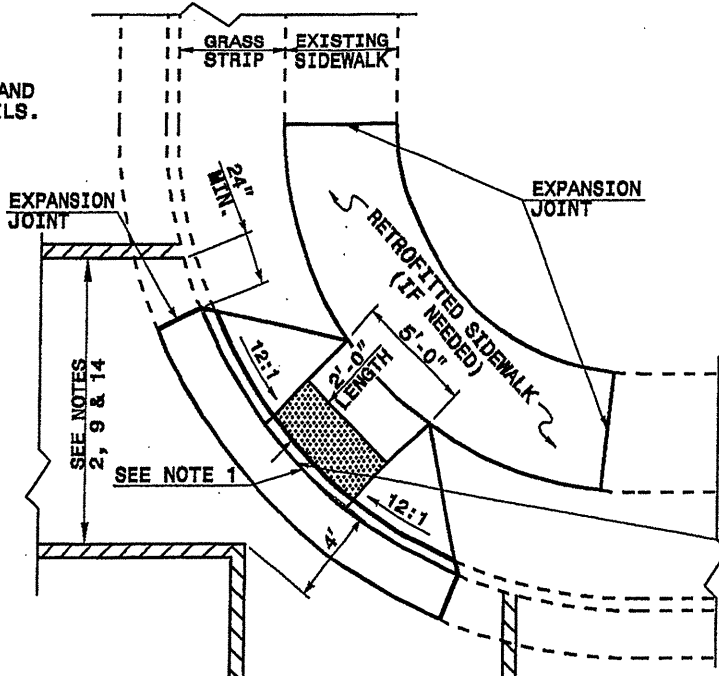 GRASS
STRIP
EXISTING
SIDEWALK
AND
ILS.
24"
MIN.
EXPANSION
JOINT
EXPANSION
JOINT
RETROFITTED SIDEWALK
(IF NEEDED)
5'-0"
2'-0"
LENGTH
12:1
SEE NOTES
2, 9 & 14
SEE NOTE 1
12:1
4'